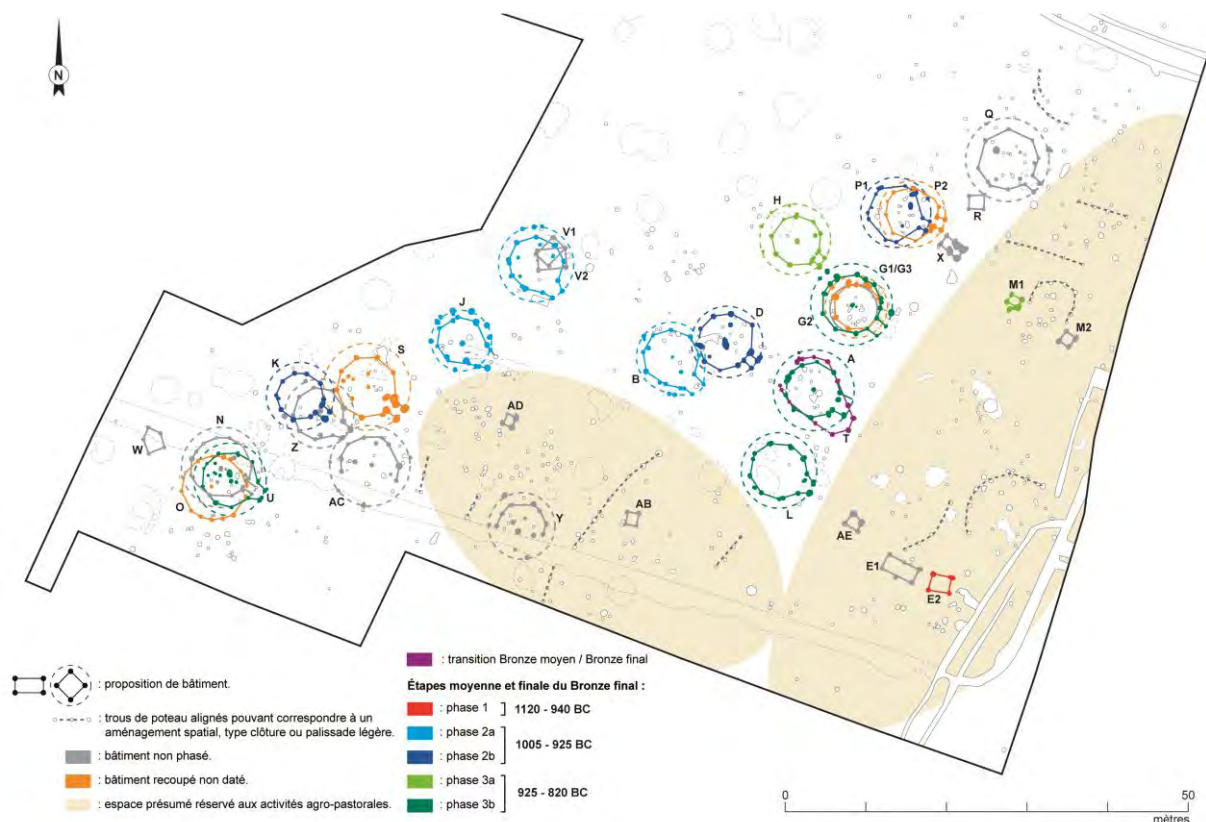 N
Q
P1
P2
H
R
V1
X
G1/G3
V2
M1
J
D
G2
M2
S
A
K
B
AD
T
N
Z
W
O
U
AC
AB
L
Y
AE
E1
E2
: proposition de bâtiment.
: trous de poteau alignés pouvant correspondre à un
aménagement spatial, type clôture ou palissade légère.
: bâtiment non phasé.
: bâtiment recoupé non daté.
: espace présumé réservé aux activités agro-pastorales.
: transition Bronze moyen / Bronze final
Étapes moyenne et finale du Bronze final :
: phase 1
1120 - 940 BC
: phase 2a
1005 - 925 BC
: phase 2b
: phase 3a
925 - 820 BC
: phase 3b
0
50
mètres